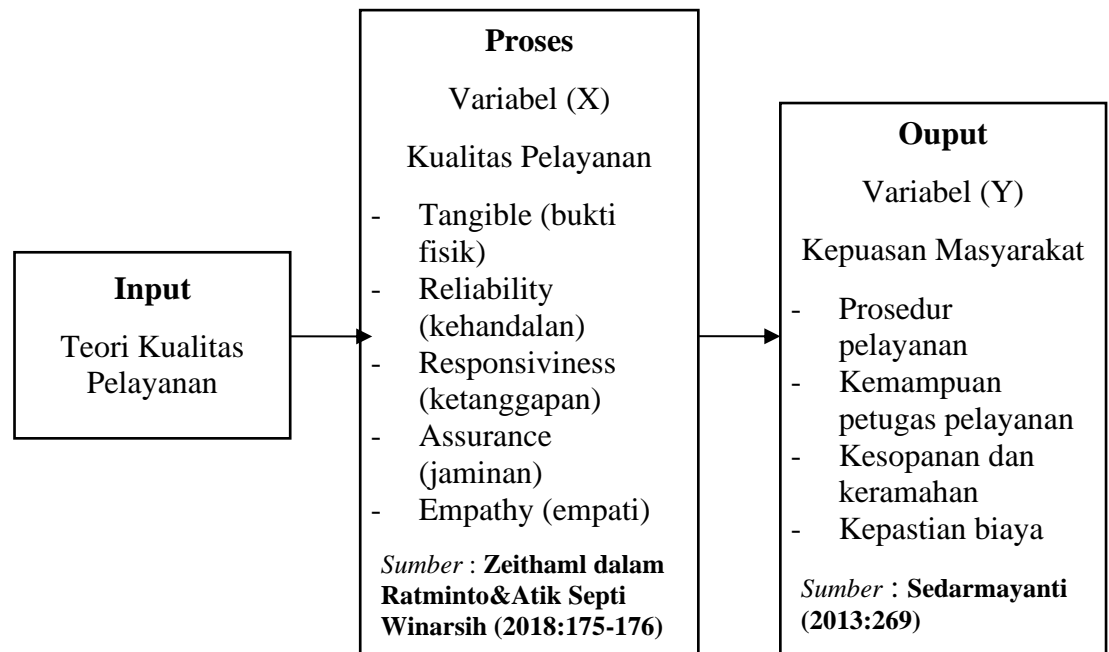 Input
Teori Kualitas
Pelayanan
Proses
Variabel (X)
Kualitas Pelayanan
- Tangible (bukti
fisik)
- Reliability
(kehandalan)
- Responsiviness
(ketanggapan)
- Assurance
(jaminan)
- Empathy (empati)
Sumber : Zeithaml dalam
Ratminto&Atik Septi
Winarsih (2018:175-176)
Ouput
Variabel (Y)
Kepuasan Masyarakat
- Prosedur
pelayanan
- Kemampuan
petugas pelayanan
- Kesopanan dan
keramahan
- Kepastian biaya
Sumber : Sedarmayanti
(2013:269)